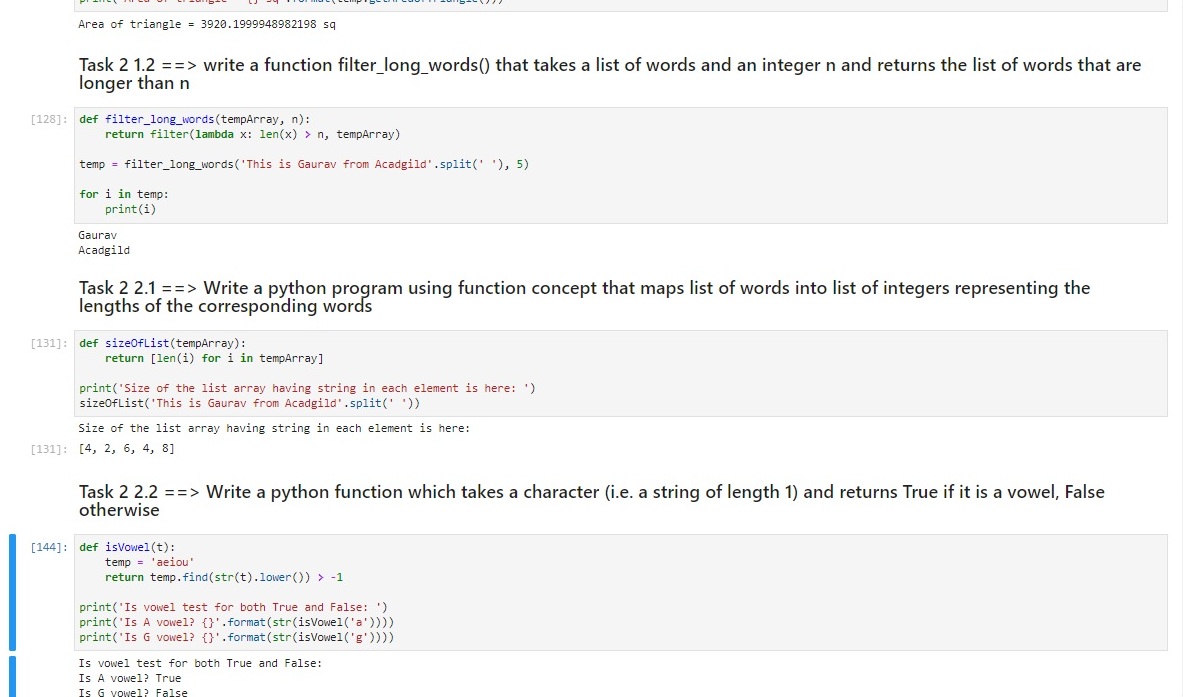 Area of triangle = 3920.1999948982198 sq
Task 2 1.2 ==> write a function filter_long_words() that takes a list of words and an integer n and returns the list of words that are
longer than n
[128]: def filter_long_words(tempArray, n):
    return filter(lambda x: len(x) > n, tempArray)
temp = filter_long_words('This is Gaurav from Acadgild'.split(' '), 5)
for i in temp:
    print(i)
Gaurav
Acadgild
Task 2 2.1 ==> Write a python program using function concept that maps list of words into list of integers representing the
lengths of the corresponding words
[131]: def sizeOfList(tempArray):
    return [len(i) for i in tempArray]
print('Size of the list array having string in each element is here: ')
sizeOfList('This is Gaurav from Acadgild'.split(' '))
Size of the list array having string in each element is here:
[131]: [4, 2, 6, 4, 8]
Task 2 2.2 ==> Write a python function which takes a character (i.e. a string of length 1) and returns True if it is a vowel, False
otherwise
[144]: def isVowel(t):
    temp = 'aeiou'
    return temp.find(str(t).lower()) > -1
print('Is vowel test for both True and False: ')
print('Is A vowel? {}'.format(str(isVowel('a'))))
print('Is G vowel? {}'.format(str(isVowel('g'))))
Is vowel test for both True and False:
Is A vowel? True
Is G vowel? False